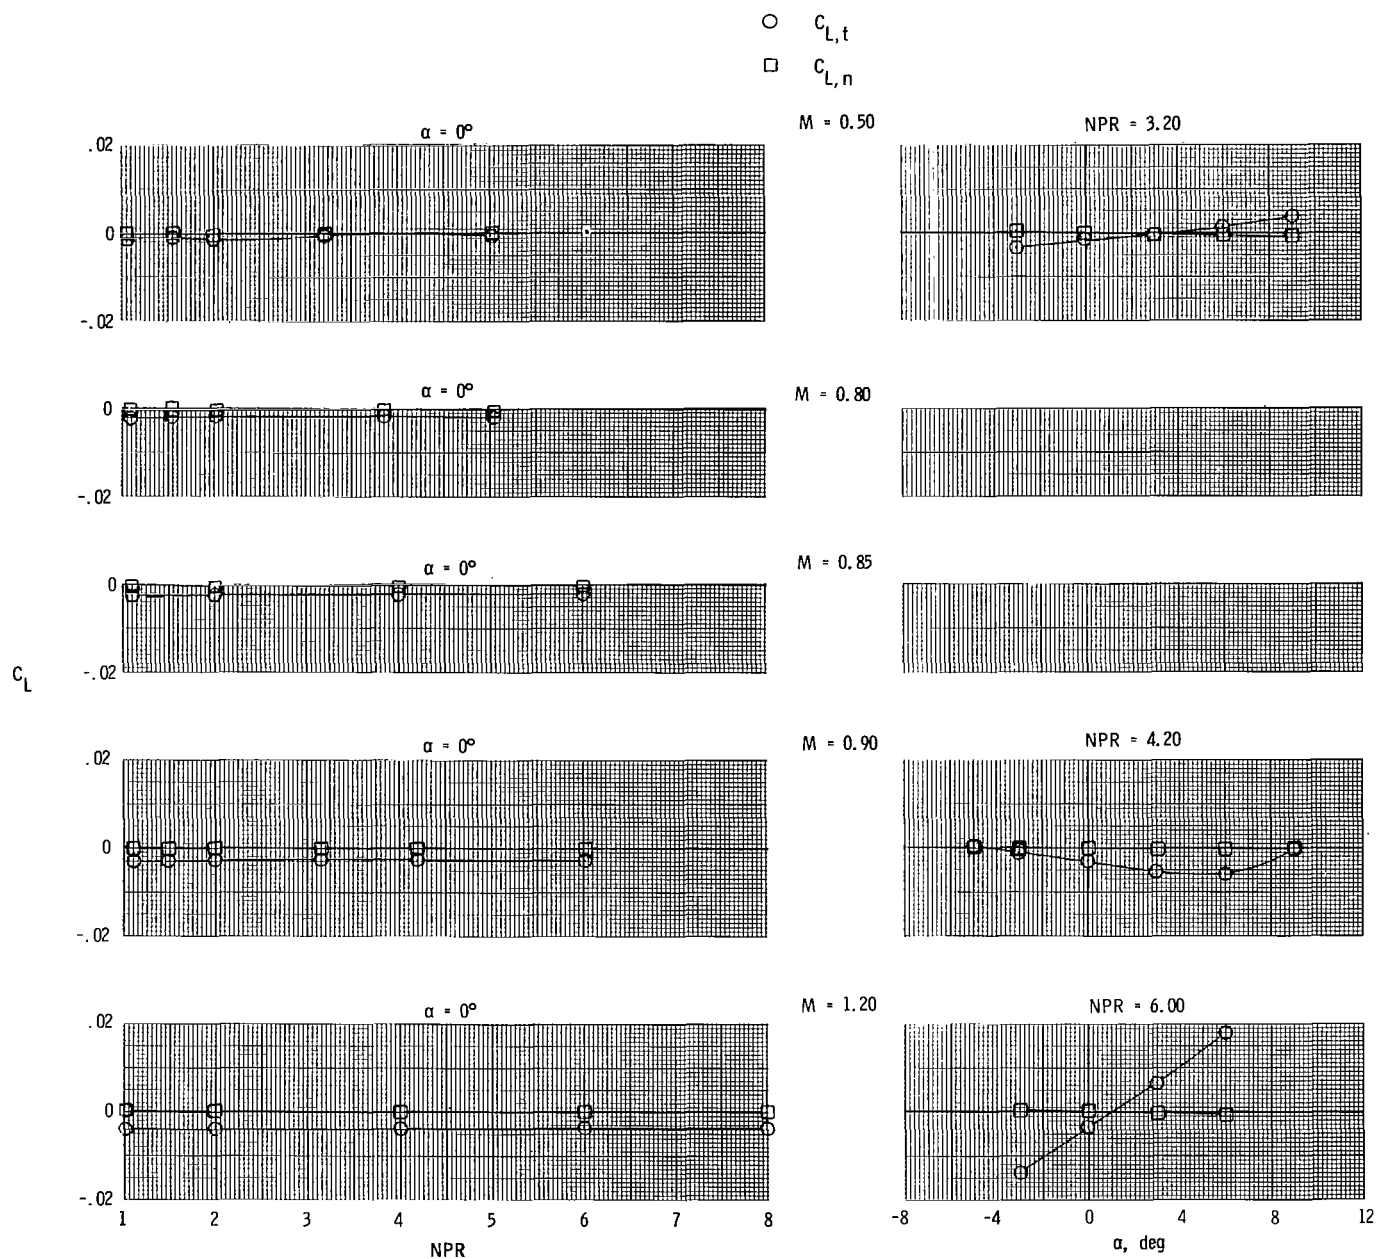 C_L,t
C_L,n
α = 0°
M = 0.50
NPR = 3.20
.02
0
-.02
α = 0°
M = 0.80
0
-.02
α = 0°
M = 0.85
0
-.02
C_L
α = 0°
M = 0.90
NPR = 4.20
.02
0
-.02
α = 0°
M = 1.20
NPR = 6.00
.02
0
-.02
1 2 3 4 5 6 7 8
-8 -4 0 4 8 12
NPR
α, deg